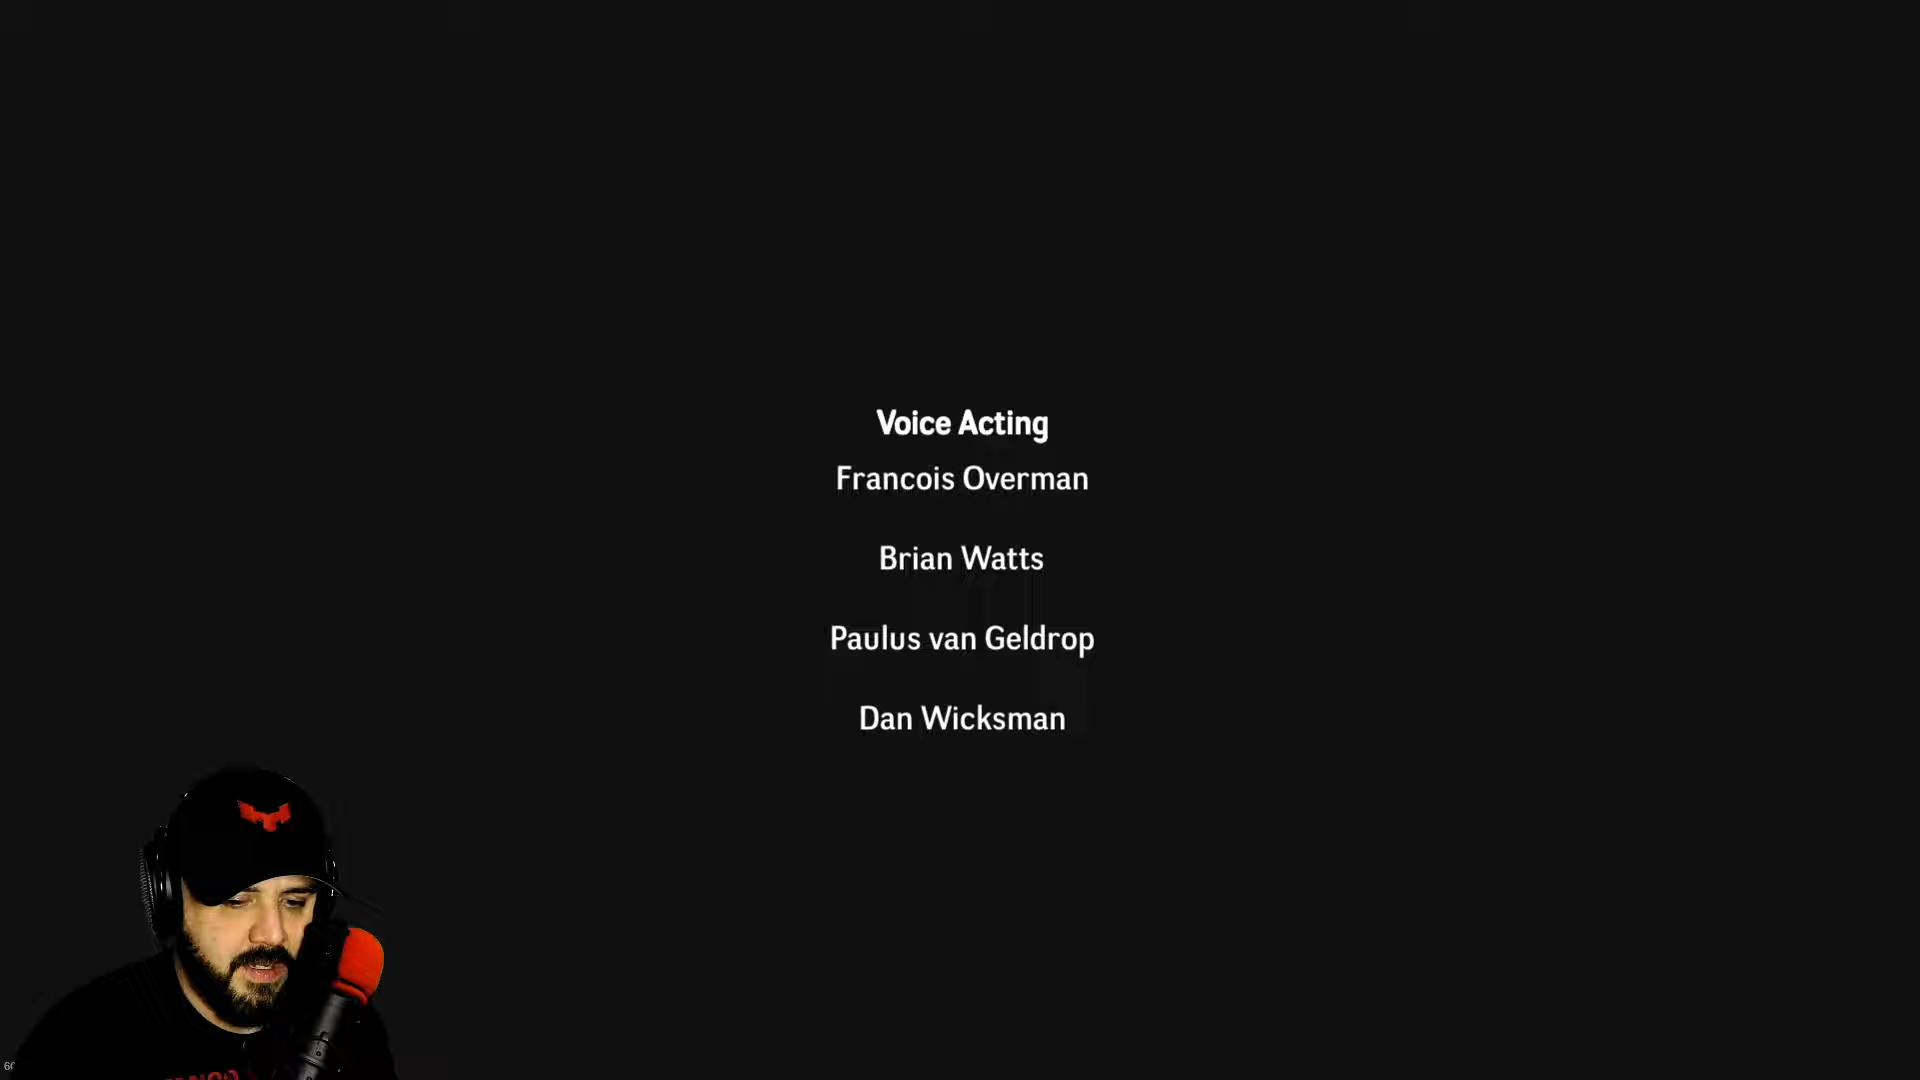 Voice Acting
Francois Overman
Brian Watts
Paulus van Geldrop
Dan Wicksman